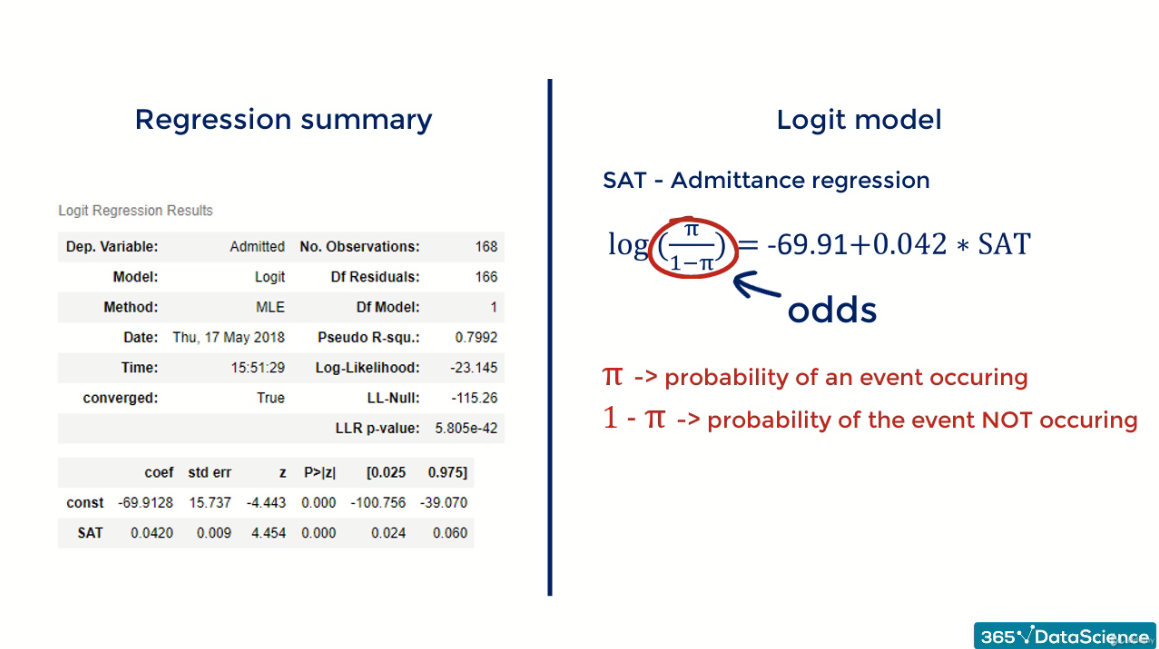 Regression summary
Logit Regression Results
Dep. Variable: Admitted No. Observations: 168
Model: Logit Df Residuals: 166
Method: MLE Df Model: 1
Date: Thu, 17 May 2018 Pseudo R-squ.: 0.7992
Time: 15:51:29 Log-Likelihood: -23.145
converged: True LL-Null: -115.26
LLR p-value: 5.805e-42
coef std err z P>|z| [0.025 0.975]
const -69.9128 15.737 -4.443 0.000 -100.756 -39.070
SAT 0.0420 0.009 4.454 0.000 0.024 0.060
Logit model
SAT - Admittance regression
log(π/1−π) = -69.91+0.042 ∗ SAT
odds
π -> probability of an event occuring
1 - π -> probability of the event NOT occuring
365 DataScience